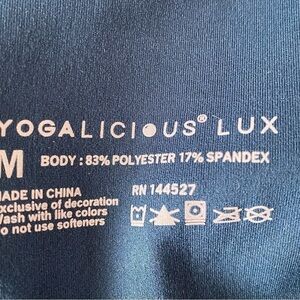 YOGALICIOUS® LUX
M BODY : 83% POLYESTER 17% SPANDEX
MADE IN CHINA RN 144527
exclusive of decoration
Wash with like colors
Do not use softeners